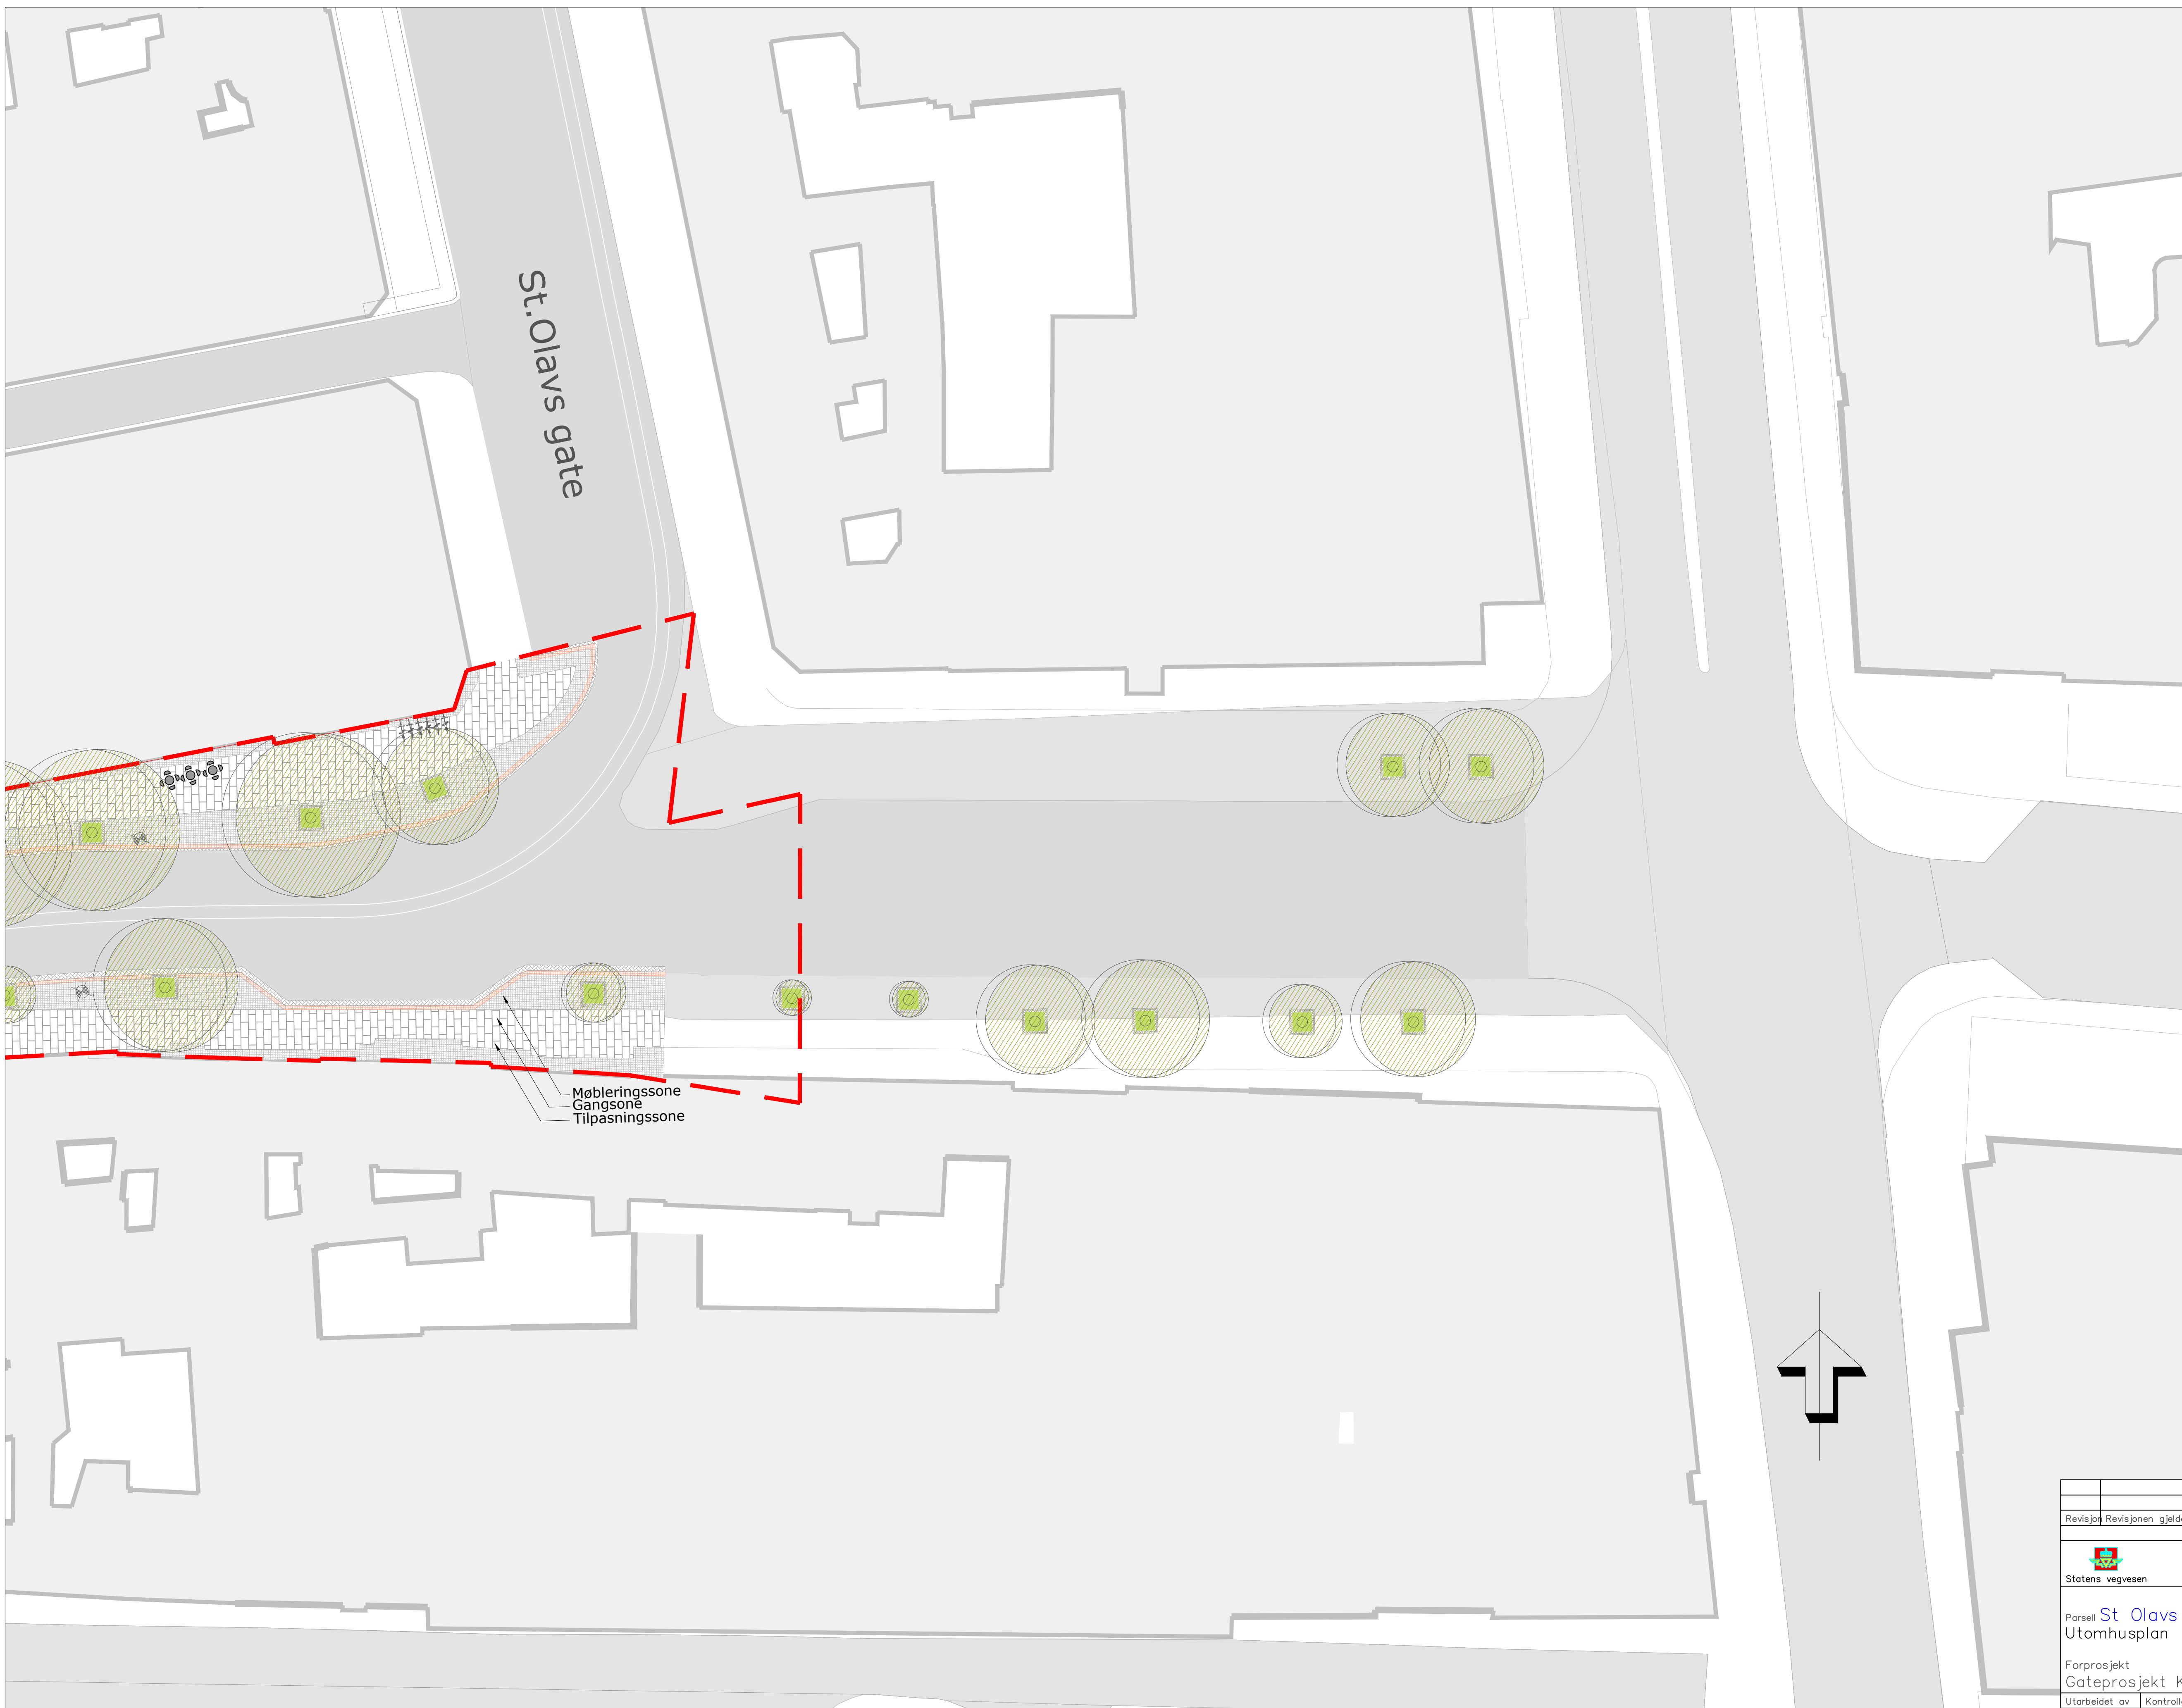 St.Olavs gate
Møbleringssone
Gangsone
Tilpasningssone
Revisjon Revisjonen gjeld
Statens vegvesen
Parsell St Olavs
Utomhusplan
Forprosjekt
Gateprosjekt
Utarbeidet av Kontroll